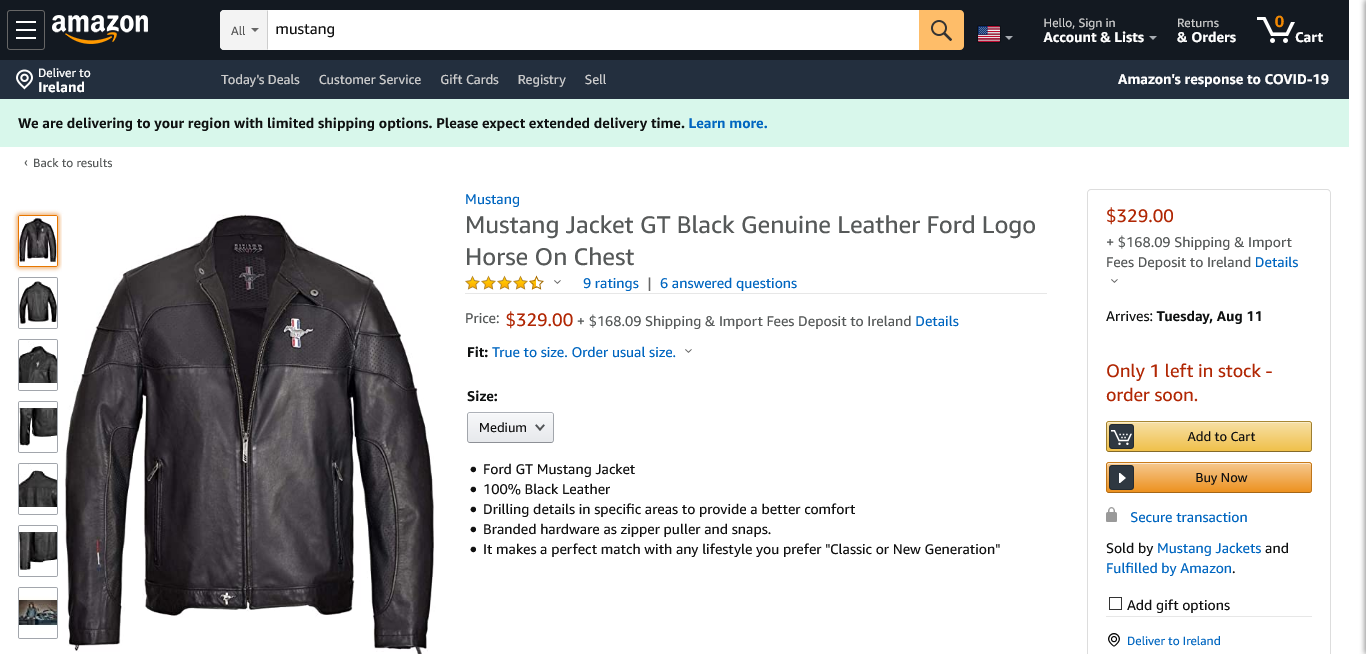 amazon
All
mustang
Hello, Sign in
Account & Lists
Returns
& Orders
0
Cart
Deliver to
Ireland
Today's Deals
Customer Service
Gift Cards
Registry
Sell
Amazon's response to COVID-19
We are delivering to your region with limited shipping options. Please expect extended delivery time. Learn more.
‹ Back to results
Mustang
Mustang Jacket GT Black Genuine Leather Ford Logo
Horse On Chest
9 ratings | 6 answered questions
Price: $329.00 + $168.09 Shipping & Import Fees Deposit to Ireland Details
Fit: True to size. Order usual size.
Size:
Medium
• Ford GT Mustang Jacket
• 100% Black Leather
• Drilling details in specific areas to provide a better comfort
• Branded hardware as zipper puller and snaps.
• It makes a perfect match with any lifestyle you prefer "Classic or New Generation"
$329.00
+ $168.09 Shipping & Import
Fees Deposit to Ireland Details
Arrives: Tuesday, Aug 11
Only 1 left in stock -
order soon.
Add to Cart
Buy Now
Secure transaction
Sold by Mustang Jackets and
Fulfilled by Amazon.
Add gift options
Deliver to Ireland